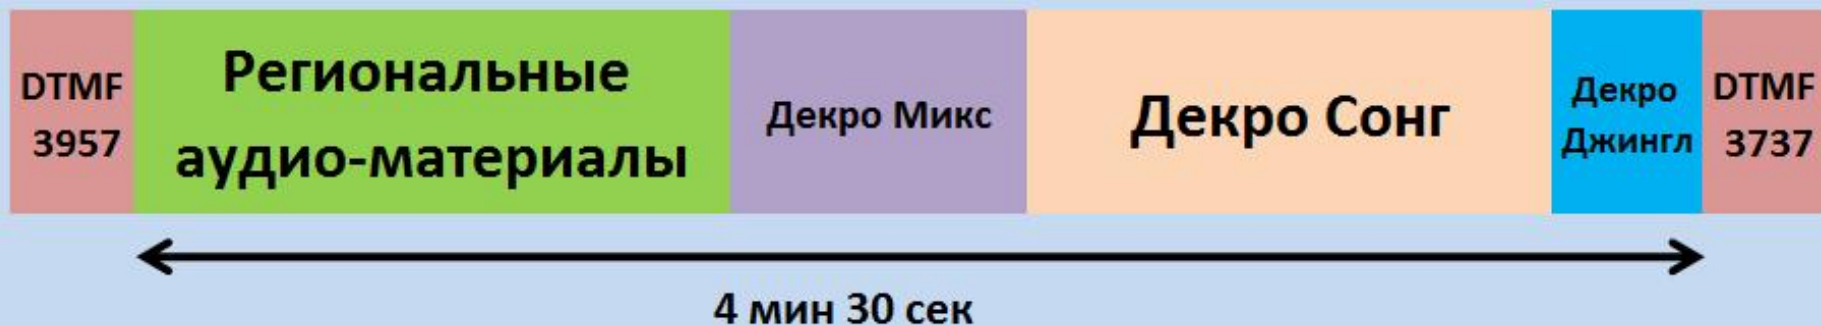 DTMF
3957
Региональные
аудио-материалы
Декро Микс
Декро Сонг
Декро
Джингл
DTMF
3737
4 мин 30 сек